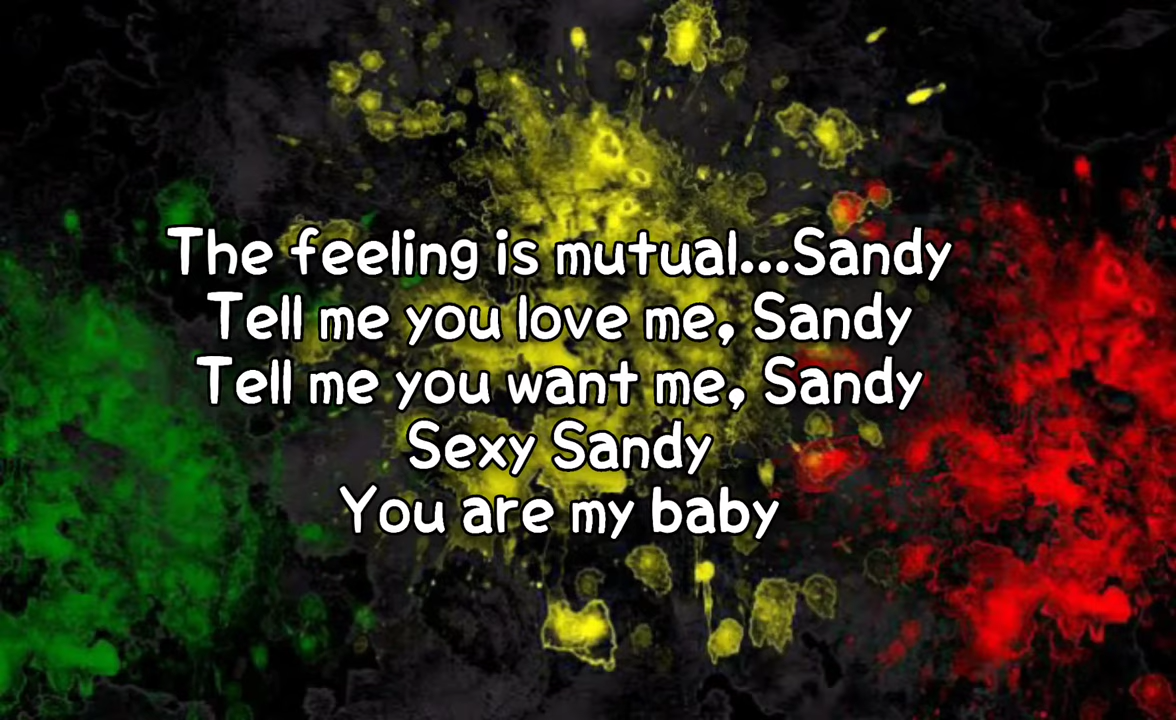 The feeling is mutual...Sandy
Tell me you love me, Sandy
Tell me you want me, Sandy
Sexy Sandy
You are my baby